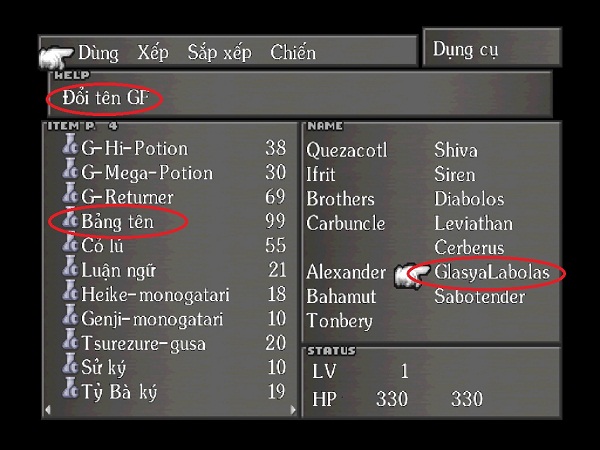 Dùng Xếp Sắp xếp Chiến
Dụng cụ
HELP
Đổi tên GF
ITEM P. 4
G-Hi-Potion 38
G-Mega-Potion 30
G-Returner 69
Bảng tên 99
Cỏ lú 55
Luận ngữ 21
Heike-monogatari 18
Genji-monogatari 10
Tsurezure-gusa 20
Sử ký 10
Tỳ Bà ký 19
NAME
Quezacotl Shiva
Ifrit Siren
Brothers Diabolos
Carbuncle Leviathan
Cerberus
Alexander GlasyaLabolas
Bahamut Sabotender
Tonbery
STATUS
LV 1
HP 330 330